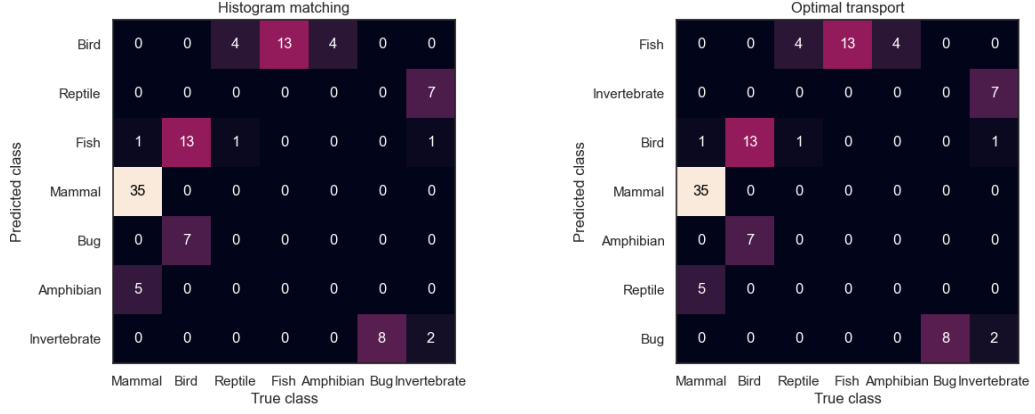 Histogram matching
Predicted class
Bird 0 0 4 13 4 0 0
Reptile 0 0 0 0 0 0 7
Fish 1 13 1 0 0 0 1
Mammal 35 0 0 0 0 0 0
Bug 0 7 0 0 0 0 0
Amphibian 5 0 0 0 0 0 0
Invertebrate 0 0 0 0 0 8 2
Mammal Bird Reptile Fish Amphibian Bug Invertebrate
True class
Optimal transport
Predicted class
Fish 0 0 4 13 4 0 0
Invertebrate 0 0 0 0 0 0 7
Bird 1 13 1 0 0 0 1
Mammal 35 0 0 0 0 0 0
Amphibian 0 7 0 0 0 0 0
Reptile 5 0 0 0 0 0 0
Bug 0 0 0 0 0 8 2
Mammal Bird Reptile Fish Amphibian Bug Invertebrate
True class